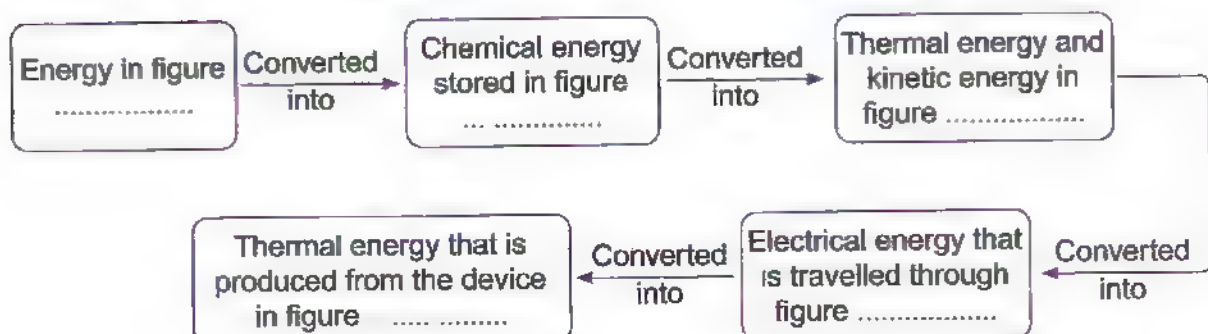 Energy in figure
..................
Converted
into
Chemical energy
stored in figure
... ..............
Converted
into
Thermal energy and
kinetic energy in
figure ..................
Converted
into
Electrical energy that
is travelled through
figure ..................
Converted
into
Thermal energy that is
produced from the device
in figure ..... .........